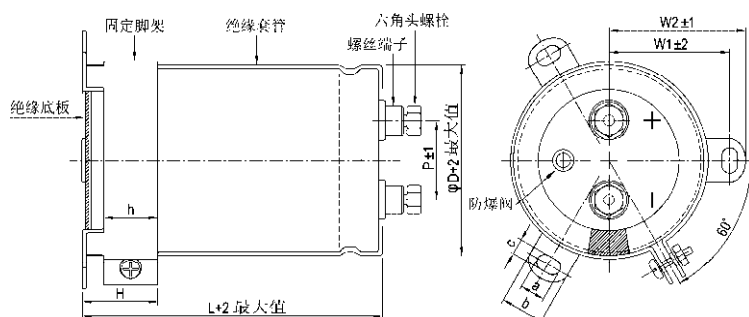 固定脚架
绝缘套管
六角头螺栓
螺丝端子
绝缘底板
h
H
L+2 最大值
P±1
φD+2 最大值
W2±1
W1±2
+
−
防爆阀
60°
c
a
b